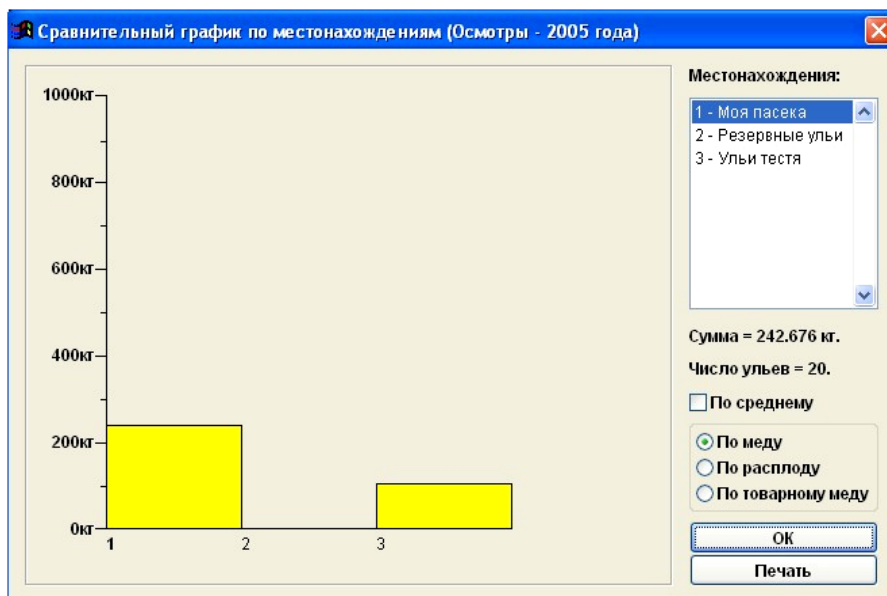 Сравнительный график по местонахождениям (Осмотры - 2005 года)
1000кг
800кг
600кг
400кг
200кг
0кг
1 2 3
Местонахождения:
1 - Моя пасека
2 - Резервные ульи
3 - Ульи тестя
Сумма = 242.676 кг.
Число ульев = 20.
По среднему
По меду
По расплоду
По товарному меду
ОК
Печать